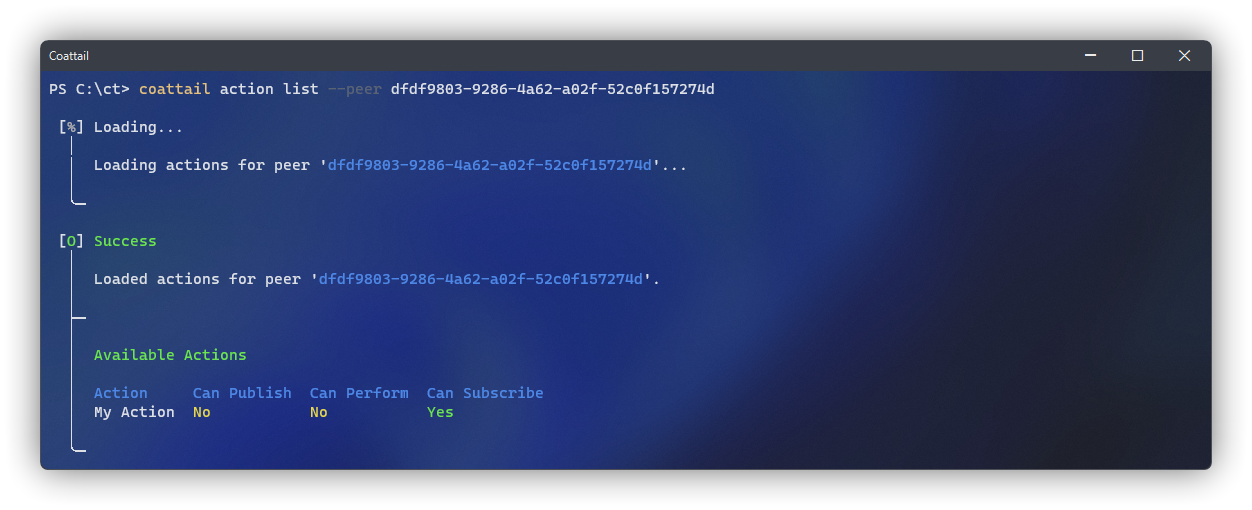 Coattail
PS C:\ct> coattail action list --peer dfdf9803-9286-4a62-a02f-52c0f157274d
[%] Loading...
Loading actions for peer 'dfdf9803-9286-4a62-a02f-52c0f157274d'...
[O] Success
Loaded actions for peer 'dfdf9803-9286-4a62-a02f-52c0f157274d'.
Available Actions
Action Can Publish Can Perform Can Subscribe
My Action No No Yes